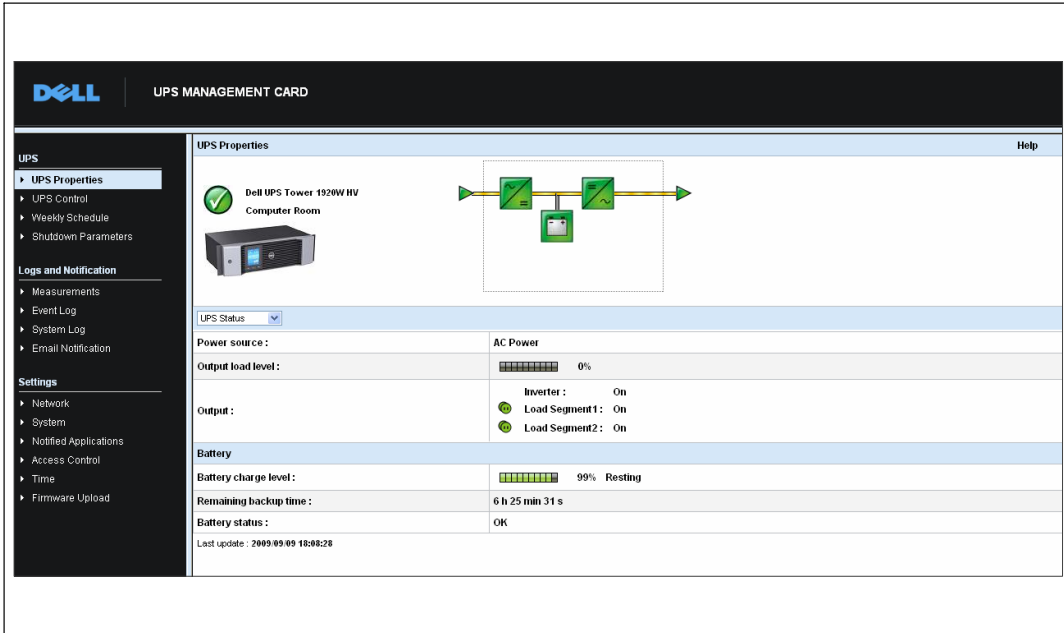 DELL
UPS MANAGEMENT CARD
UPS
UPS Properties
UPS Control
Weekly Schedule
Shutdown Parameters
Logs and Notification
Measurements
Event Log
System Log
Email Notification
Settings
Network
System
Notified Applications
Access Control
Time
Firmware Upload
UPS Properties Help
Dell UPS Tower 1920W HV
Computer Room
UPS Status
Power source : AC Power
Output load level : 0%
Output :
Inverter : On
Load Segment1 : On
Load Segment2 : On
Battery
Battery charge level : 99% Resting
Remaining backup time : 6 h 25 min 31 s
Battery status : OK
Last update : 2009/09/09 18:08:28